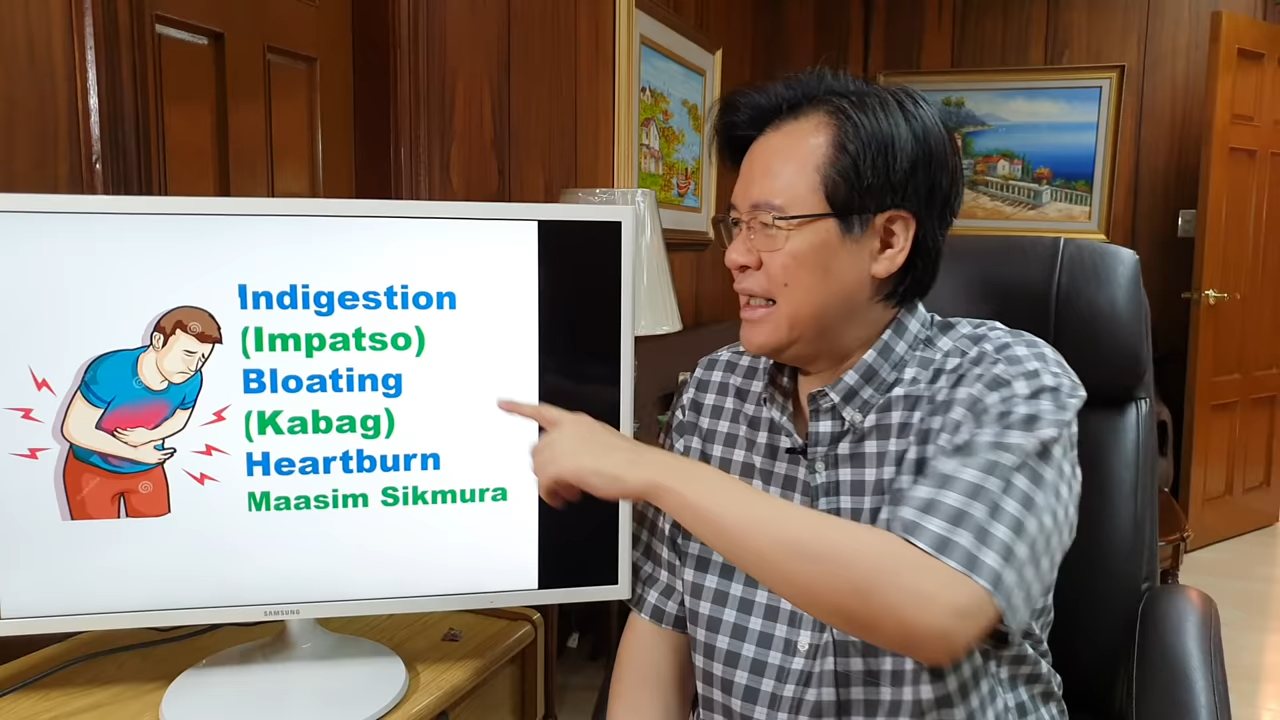 Indigestion
(Impatso)
Bloating
(Kabag)
Heartburn
Maasim Sikmura
SAMSUNG